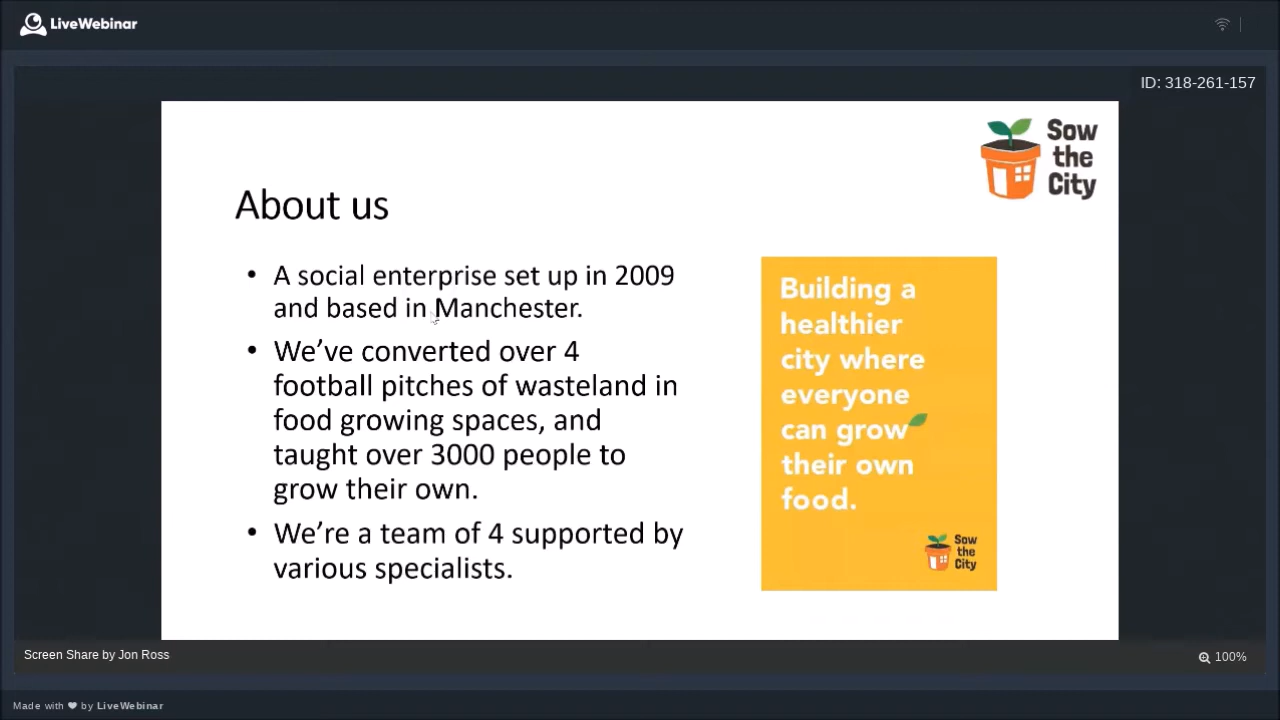 LiveWebinar
ID: 318-261-157
Sow
the
City
About us
• A social enterprise set up in 2009
and based in Manchester.
• We’ve converted over 4
football pitches of wasteland in
food growing spaces, and
taught over 3000 people to
grow their own.
• We’re a team of 4 supported by
various specialists.
Building a
healthier
city where
everyone
can grow
their own
food.
Sow
the
City
Screen Share by Jon Ross
100%
Made with ❤ by LiveWebinar